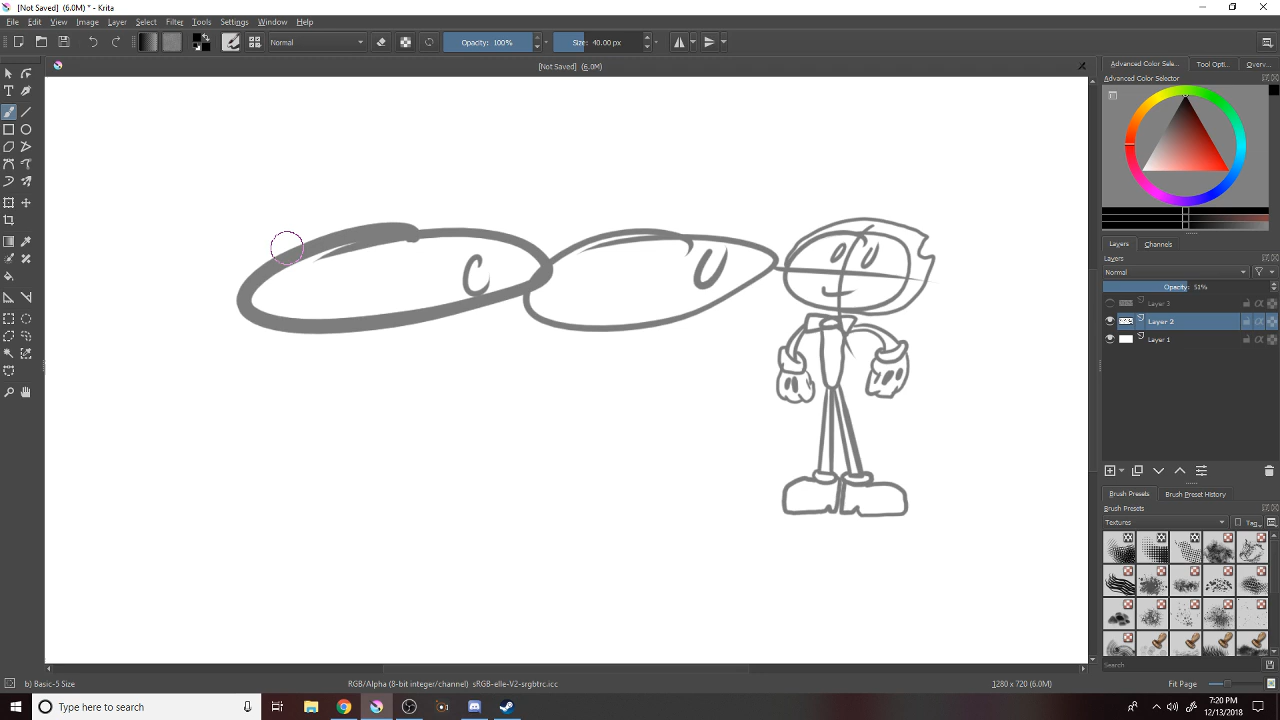 [Not Saved] (6.0M) * - Krita
File Edit View Image Layer Select Filter Tools Settings Window Help
Normal Opacity: 100% Size: 40.00 px
[Not Saved] (6.0M)
Advanced Color Sele... Tool Opti... Overv...
Advanced Color Selector
Layers Channels
Layers
Normal
Opacity: 51%
Layer 3
Layer 2
Layer 1
Brush Presets Brush Preset History
Brush Presets
Textures Tag
Search
b) Basic-5 Size RGB/Alpha (8-bit integer/channel) sRGB-elle-V2-srgbtrc.icc 1280 x 720 (6.0M) Fit Page
Type here to search
7:20 PM
12/13/2018